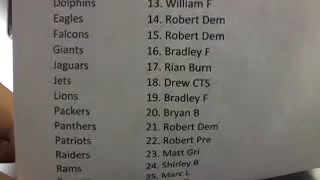 Dolphins 13. William F
Eagles 14. Robert Dem
Falcons 15. Robert Dem
Giants 16. Bradley F
Jaguars 17. Rian Burn
Jets 18. Drew CTS
Lions 19. Bradley F
Packers 20. Bryan B
Panthers 21. Robert Dem
Patriots 22. Robert Pre
Raiders 23. Matt Gri
Rams 24. Shirley B
25. Marc L